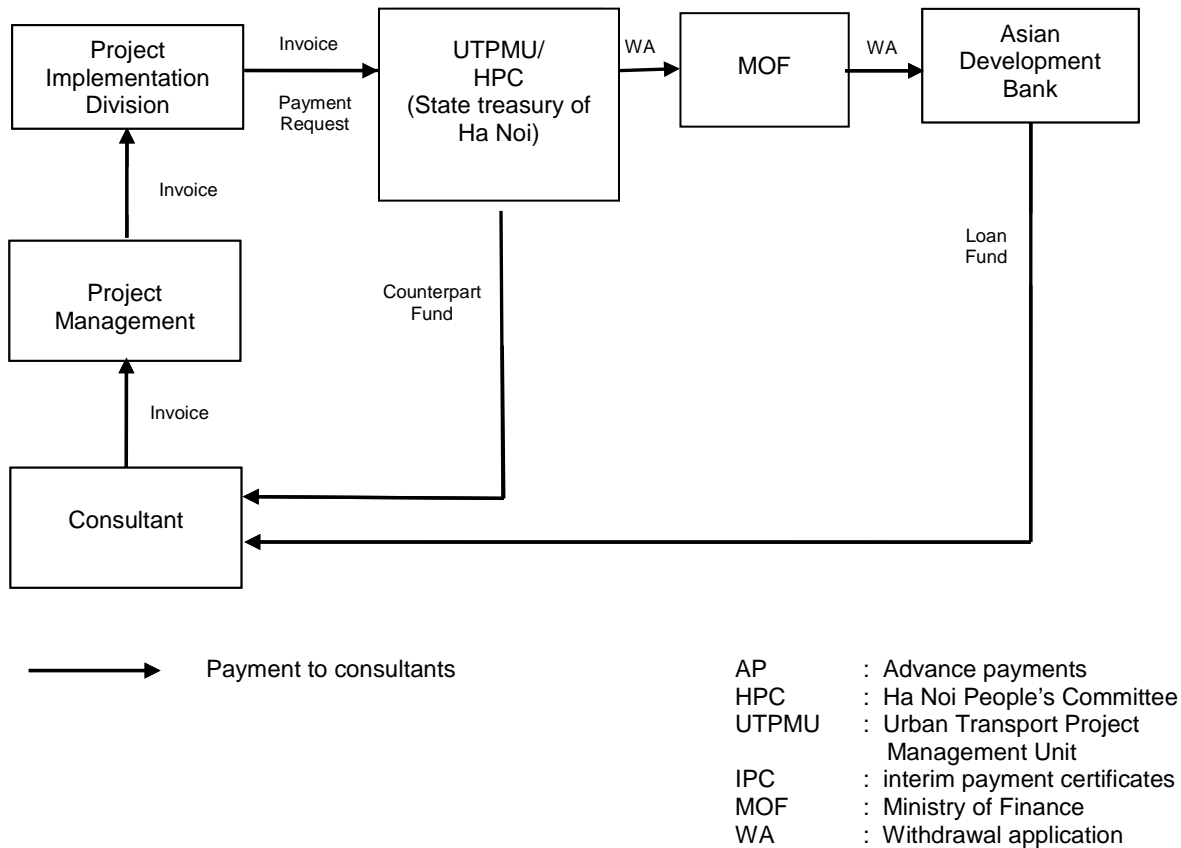 Project
Implementation
Division
Invoice
Payment
Request
UTPMU/
HPC
(State treasury of
Ha Noi)
WA
MOF
WA
Asian
Development
Bank
Invoice
Project
Management
Counterpart
Fund
Loan
Fund
Invoice
Consultant
Payment to consultants
AP : Advance payments
HPC : Ha Noi People’s Committee
UTPMU : Urban Transport Project
Management Unit
IPC : interim payment certificates
MOF : Ministry of Finance
WA : Withdrawal application